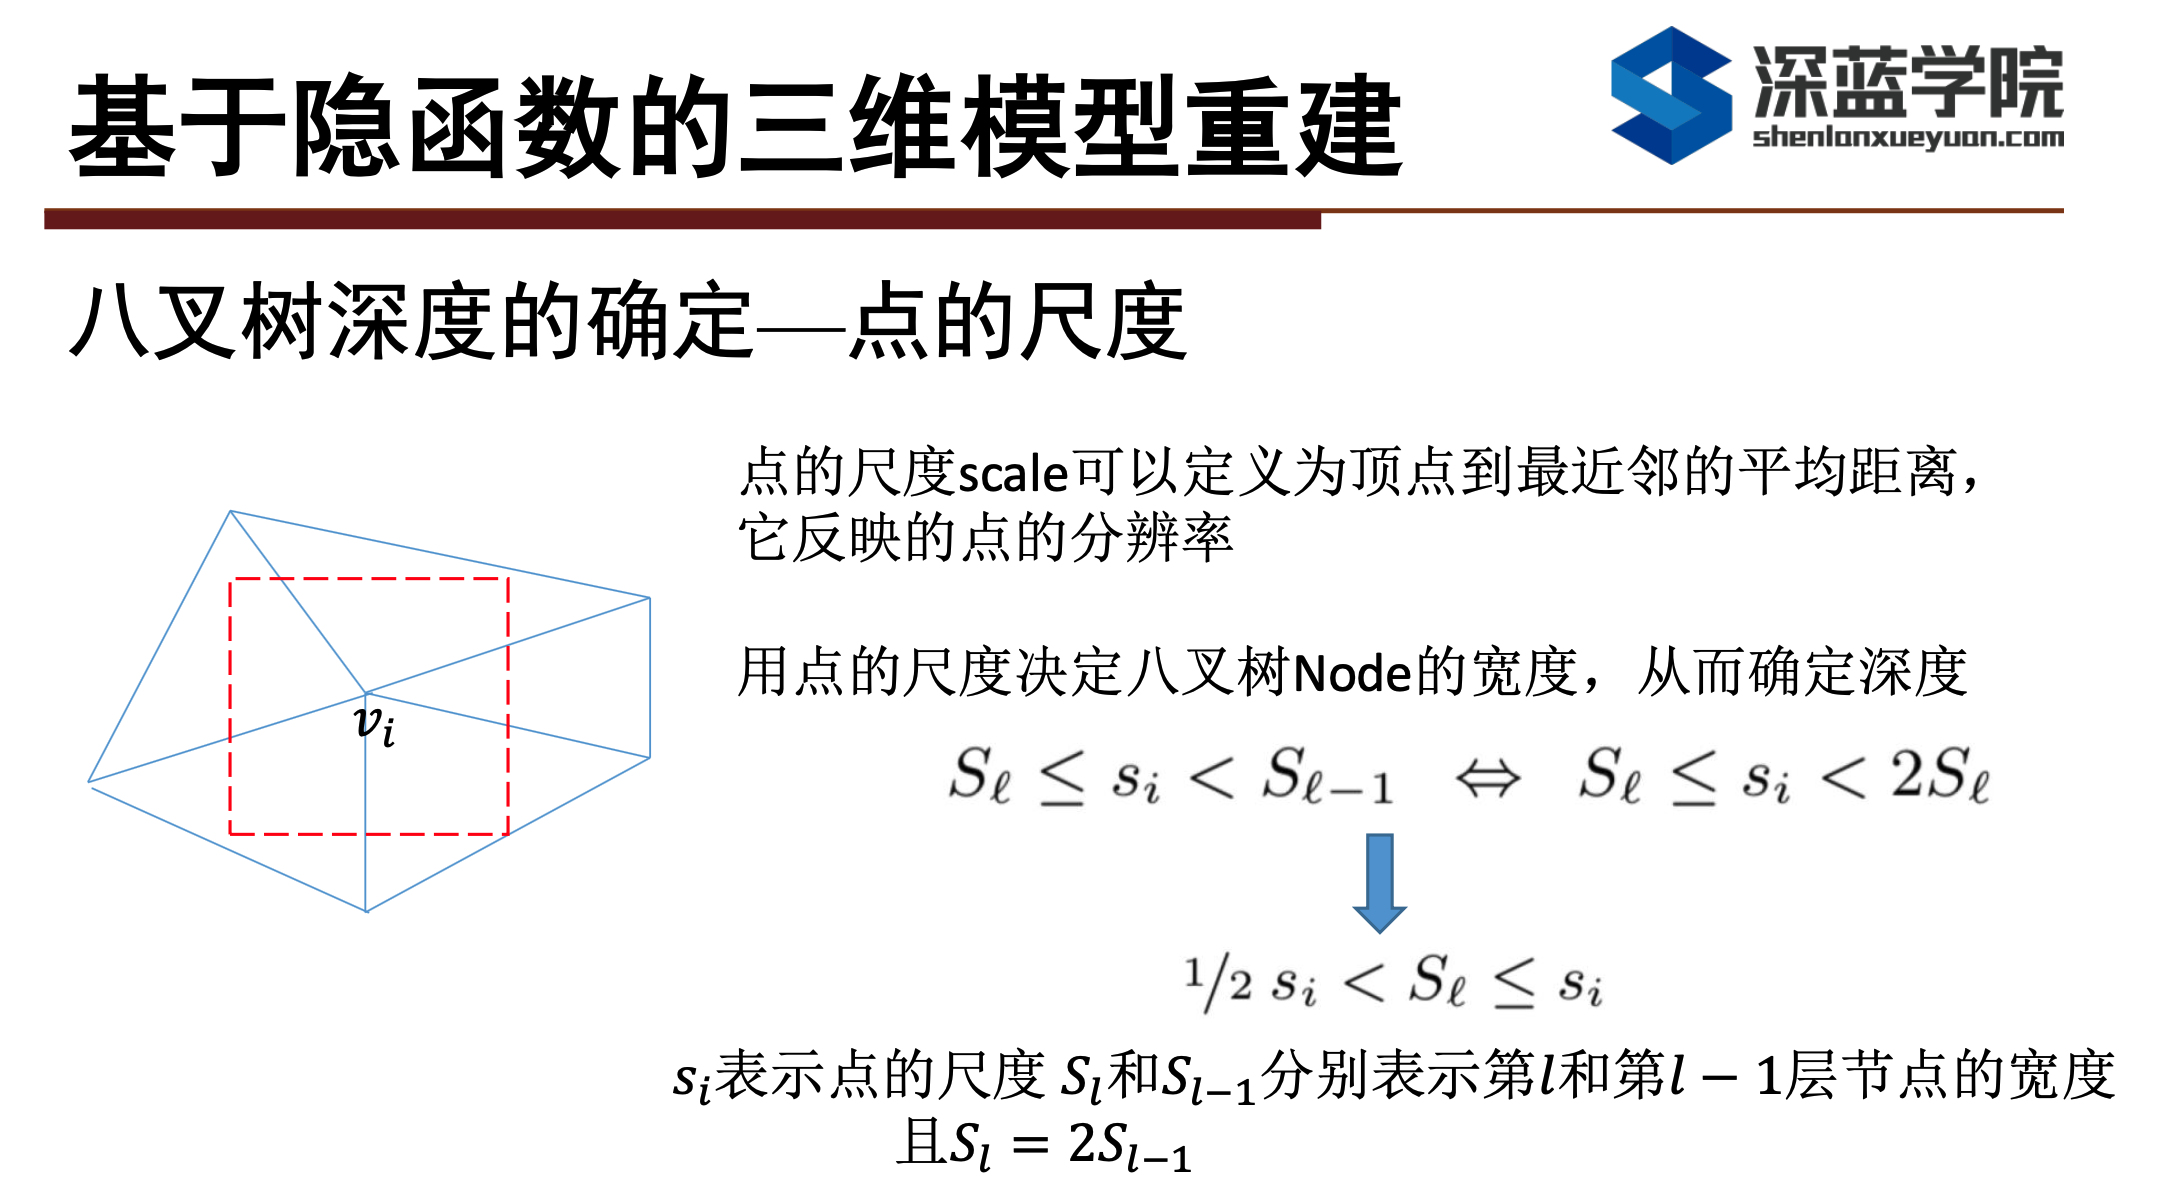 基于隐函数的三维模型重建
深蓝学院
shenlanxueyuan.com
八叉树深度的确定—点的尺度
点的尺度scale可以定义为顶点到最近邻的平均距离，
它反映的点的分辨率
用点的尺度决定八叉树Node的宽度，从而确定深度
$S_\ell \leq s_i < S_{\ell-1} \Leftrightarrow S_\ell \leq s_i < 2S_\ell$
$v_i$
$1/2\ s_i < S_\ell \leq s_i$
$s_i$表示点的尺度 $S_l$和$S_{l-1}$分别表示第$l$和第$l-1$层节点的宽度
且$S_l = 2S_{l-1}$